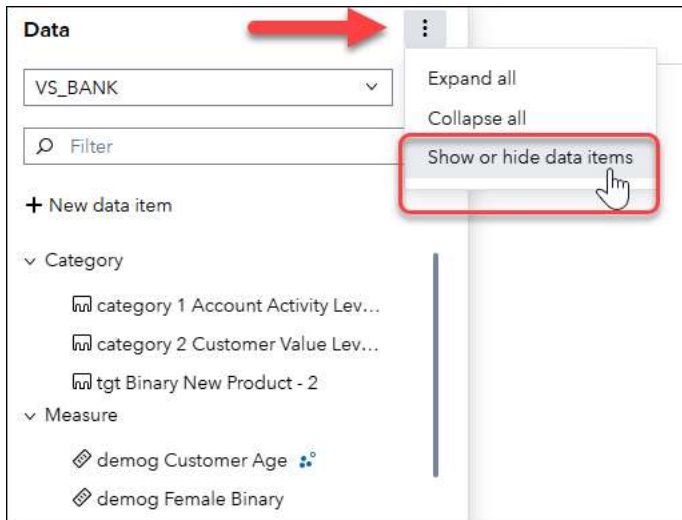 Data
VS_BANK
Filter
+ New data item
Category
category 1 Account Activity Lev...
category 2 Customer Value Lev...
tgt Binary New Product - 2
Measure
demog Customer Age
demog Female Binary
Expand all
Collapse all
Show or hide data items